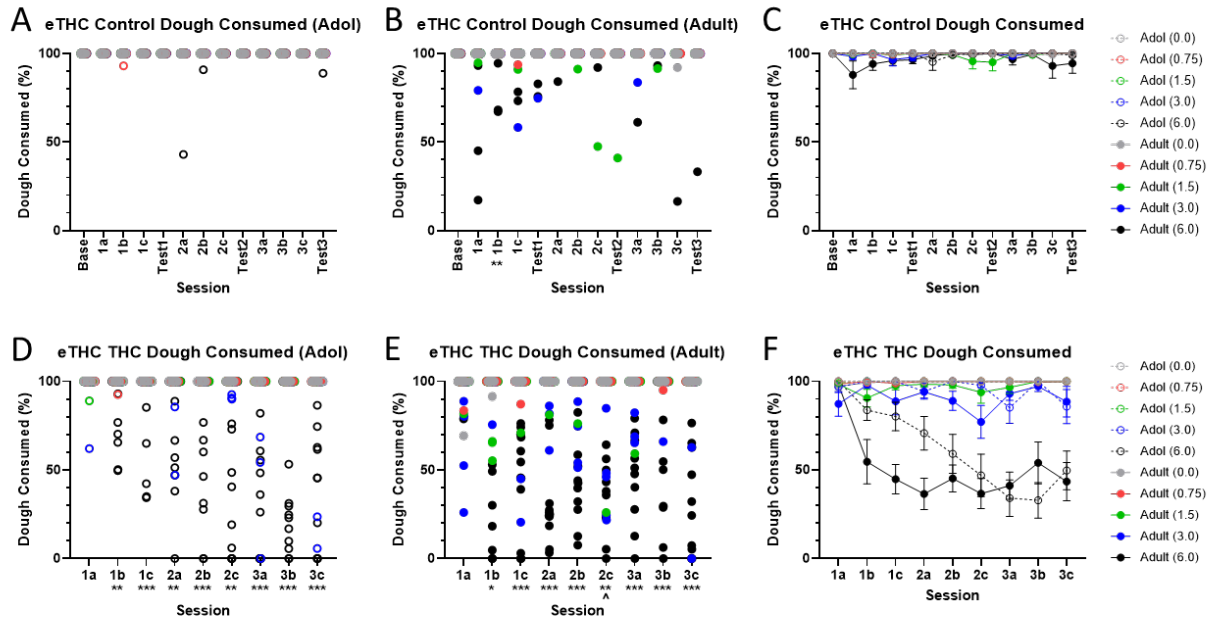 A
eTHC Control Dough Consumed (Adol)
Dough Consumed (%)
100
50
0
Base
1a
1b
1c
Test1
2a
2b
2c
Test2
3a
3b
3c
Test3
Session
B
eTHC Control Dough Consumed (Adult)
Dough Consumed (%)
100
50
0
Base
1a
1b
1c
Test1
2a
2b
2c
Test2
3a
3b
3c
Test3
**
Session
C
eTHC Control Dough Consumed
Dough Consumed (%)
100
50
0
Base
1a
1b
1c
Test1
2a
2b
2c
Test2
3a
3b
3c
Test3
Session
Adol (0.0)
Adol (0.75)
Adol (1.5)
Adol (3.0)
Adol (6.0)
Adult (0.0)
Adult (0.75)
Adult (1.5)
Adult (3.0)
Adult (6.0)
D
eTHC THC Dough Consumed (Adol)
Dough Consumed (%)
100
50
0
1a 1b 1c 2a 2b 2c 3a 3b 3c
** *** ** *** ** *** *** ***
Session
E
eTHC THC Dough Consumed (Adult)
Dough Consumed (%)
100
50
0
1a 1b 1c 2a 2b 2c 3a 3b 3c
* *** *** *** ** *** *** ***
^
Session
F
eTHC THC Dough Consumed
Dough Consumed (%)
100
50
0
1a 1b 1c 2a 2b 2c 3a 3b 3c
Session
Adol (0.0)
Adol (0.75)
Adol (1.5)
Adol (3.0)
Adol (6.0)
Adult (0.0)
Adult (0.75)
Adult (1.5)
Adult (3.0)
Adult (6.0)